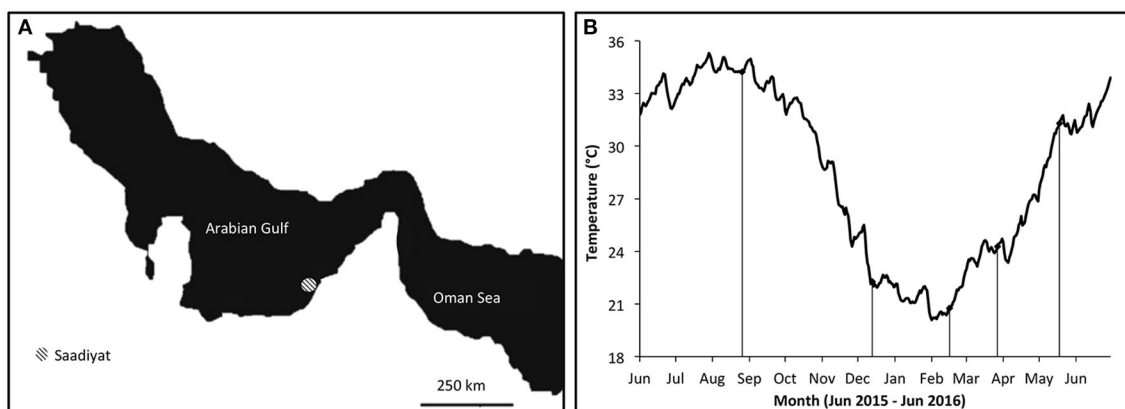 A
Arabian Gulf
Oman Sea
Saadiyat
250 km
B
Temperature (°C)
36
33
30
27
24
21
18
Jun Jul Aug Sep Oct Nov Dec Jan Feb Mar Apr May Jun
Month (Jun 2015 - Jun 2016)